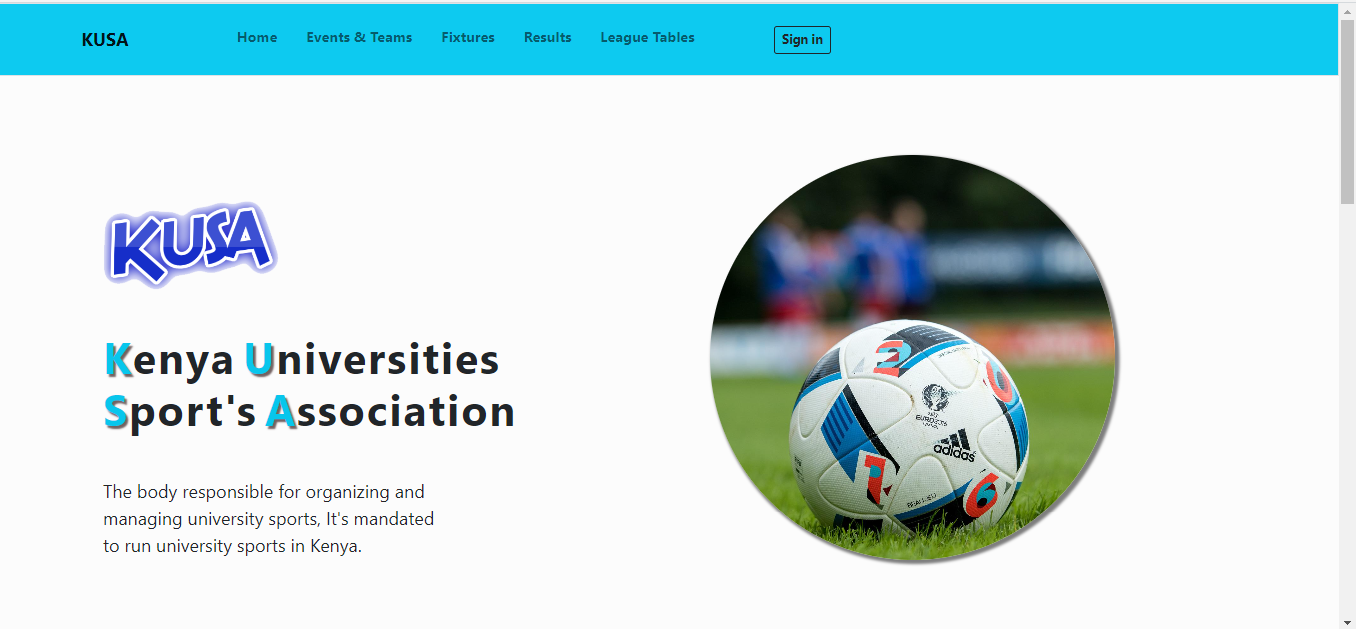 KUSA Home Events & Teams Fixtures Results League Tables Sign in
KUSA
Kenya Universities
Sport's Association
The body responsible for organizing and
managing university sports, It's mandated
to run university sports in Kenya.
EURO2016
adidas